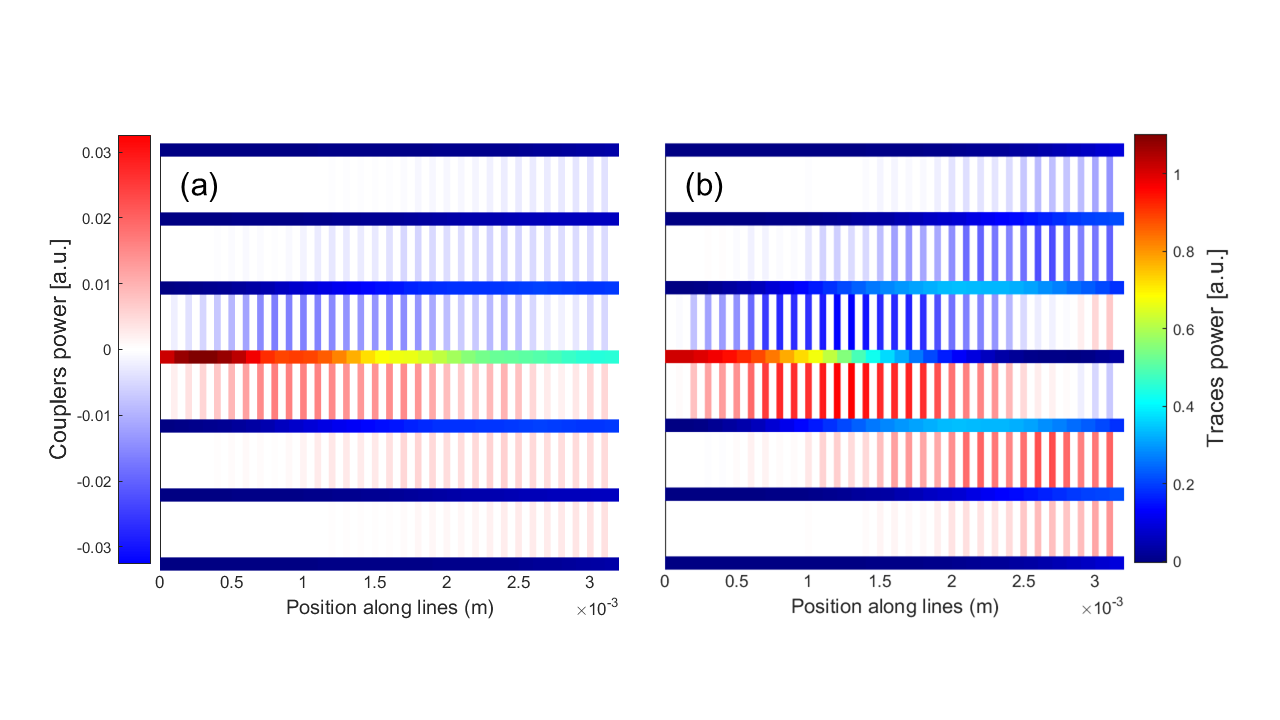 (a)
(b)
Couplers power [a.u.]
0.03
0.02
0.01
0
-0.01
-0.02
-0.03
0 0.5 1 1.5 2 2.5 3
Position along lines (m)
×10⁻³
0 0.5 1 1.5 2 2.5 3
Position along lines (m)
×10⁻³
1
0.8
0.6
0.4
0.2
0
Traces power [a.u.]